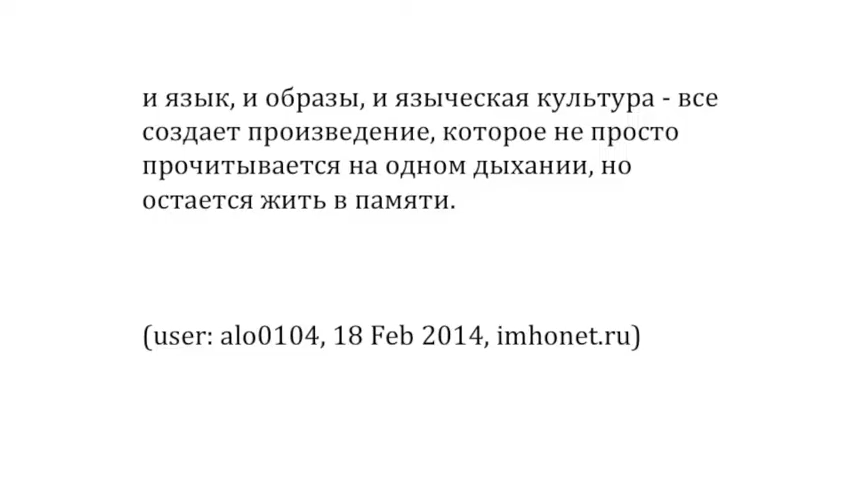 и язык, и образы, и языческая культура - все
создает произведение, которое не просто
прочитывается на одном дыхании, но
остается жить в памяти.
(user: alo0104, 18 Feb 2014, imhonet.ru)